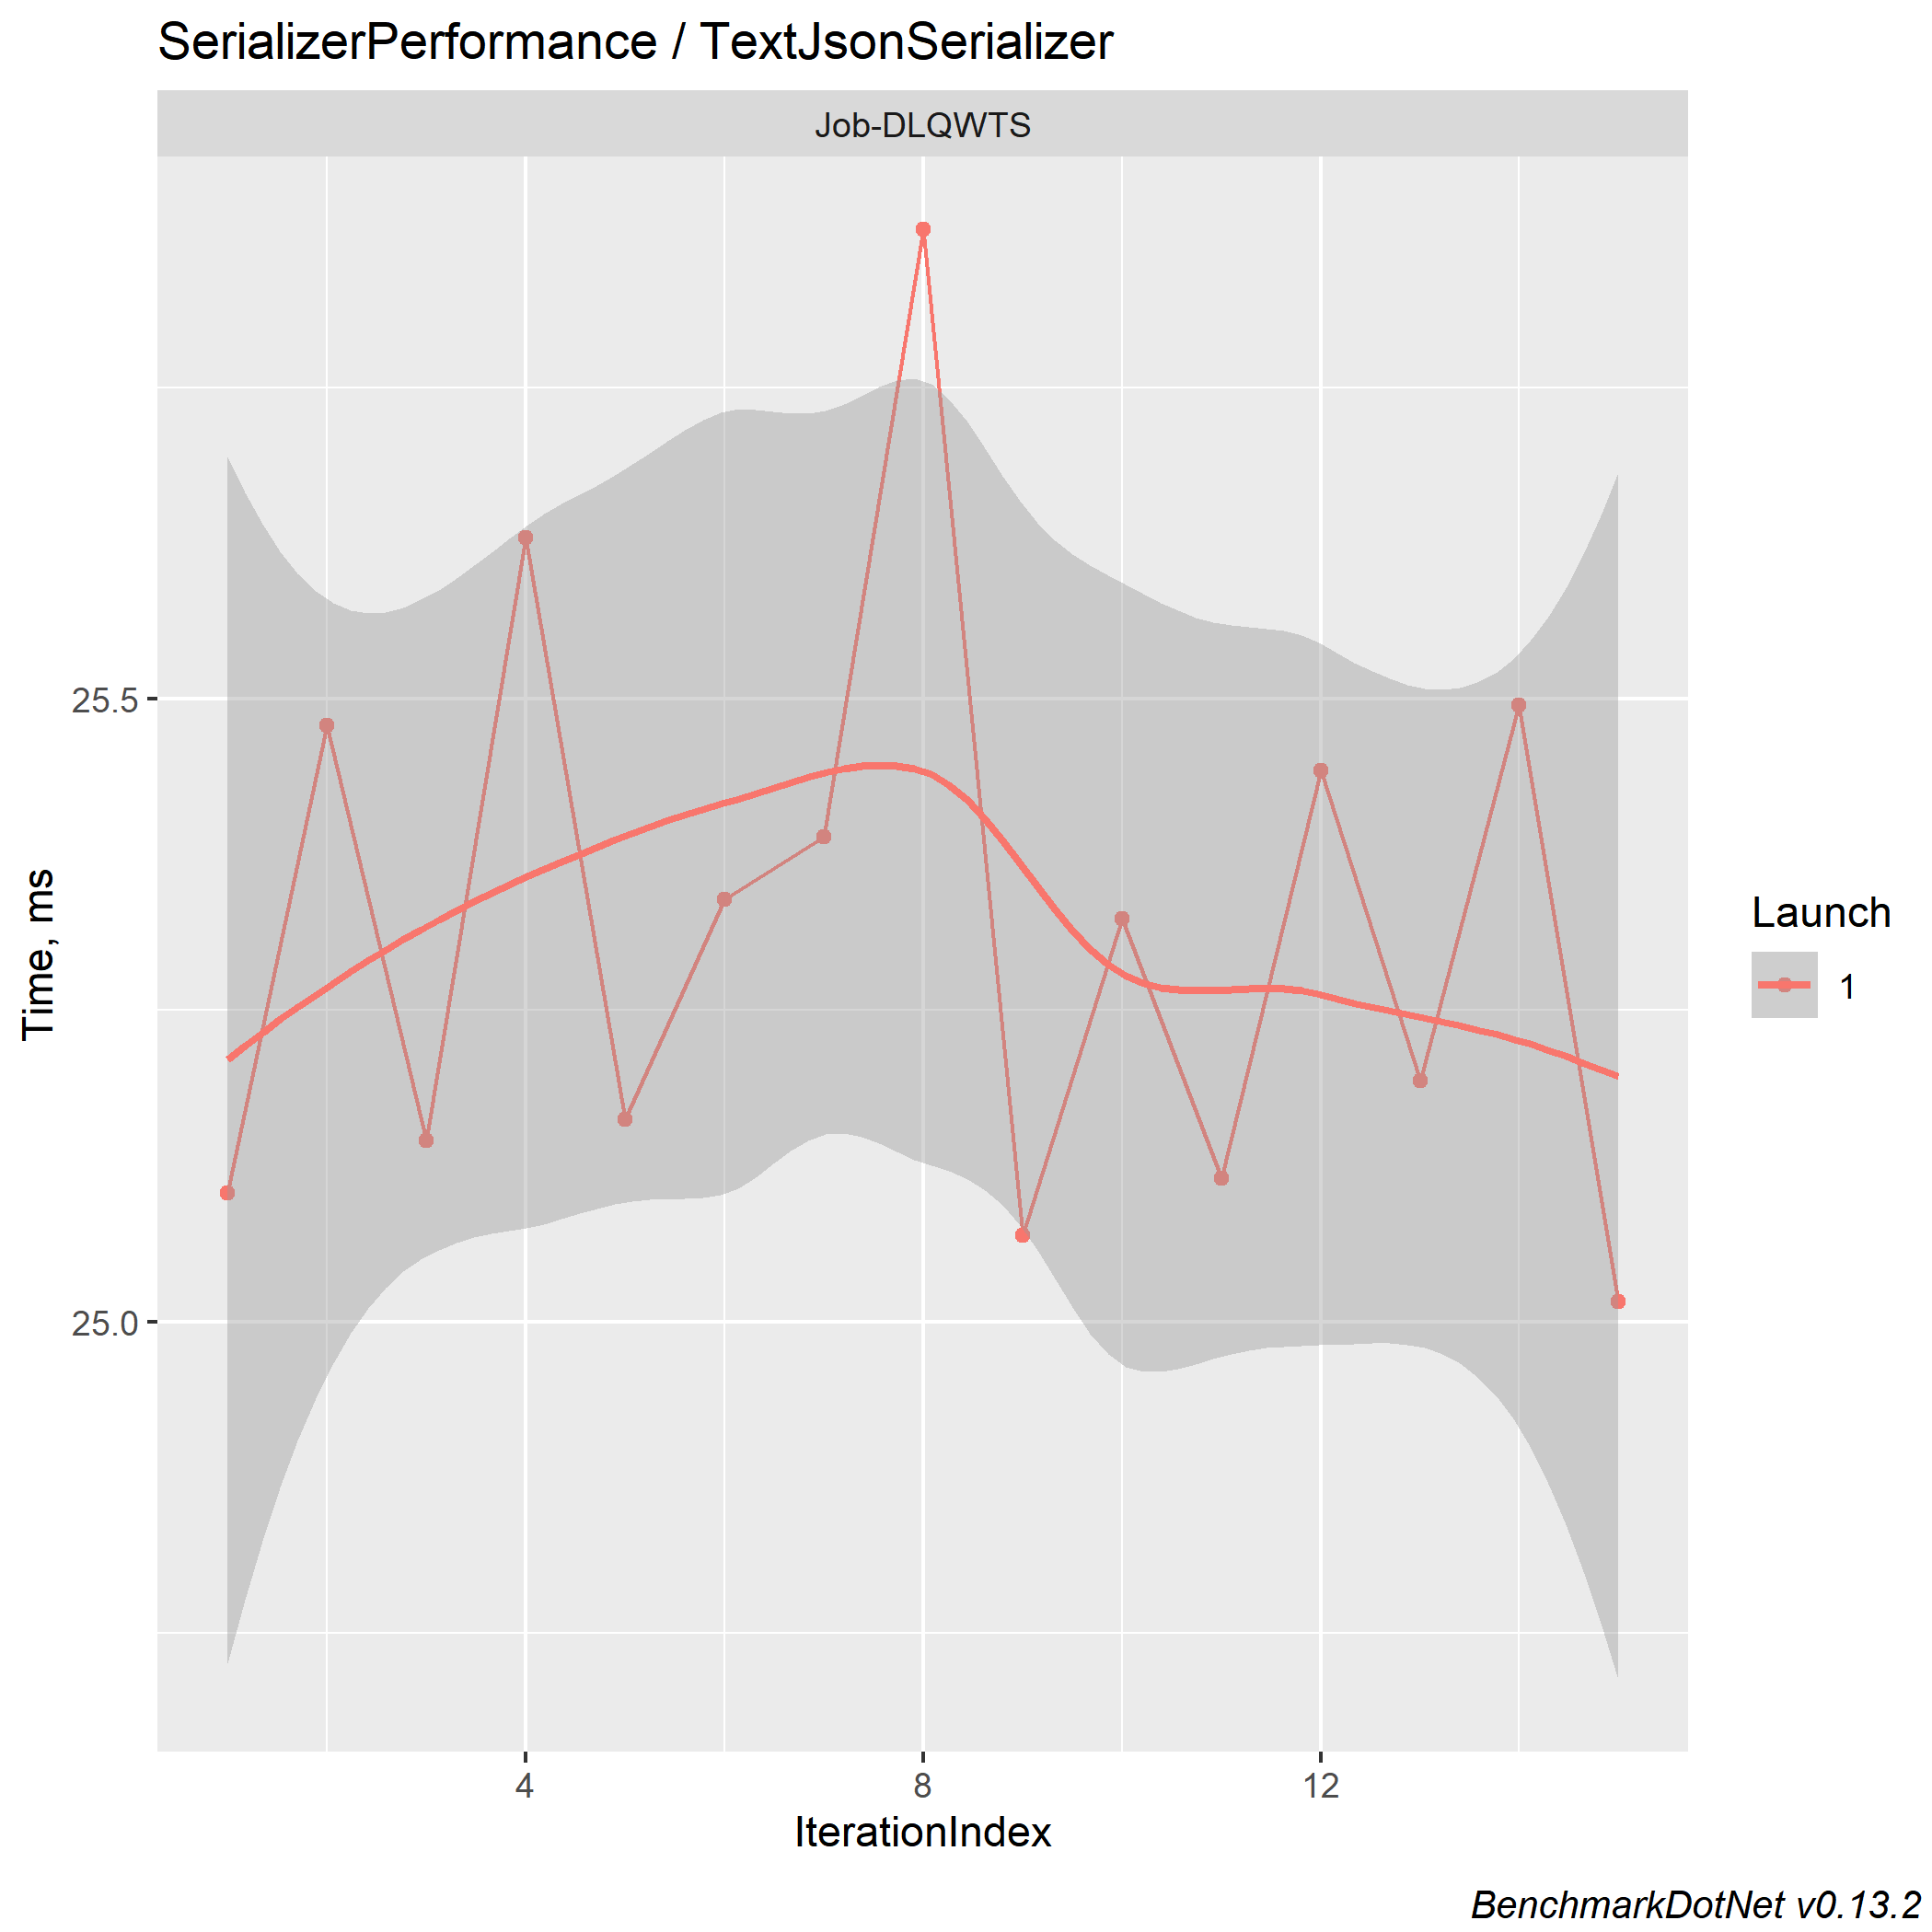 SerializerPerformance / TextJsonSerializer
Job-DLQWTS
25.5
25.0
Time, ms
4
8
12
IterationIndex
Launch
1
BenchmarkDotNet v0.13.2